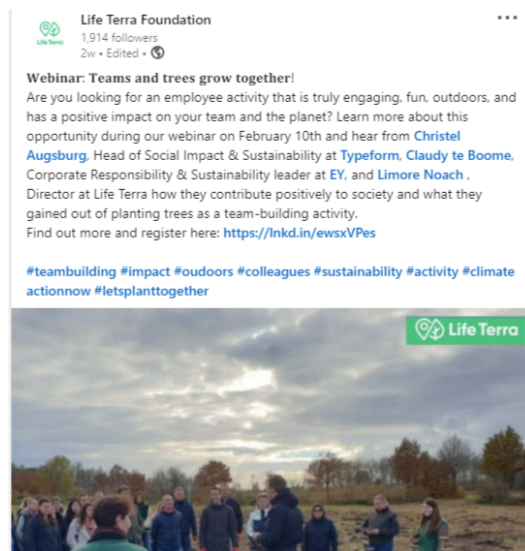 Life Terra Foundation
Life Terra
1,914 followers
2w • Edited •
Webinar: Teams and trees grow together!
Are you looking for an employee activity that is truly engaging, fun, outdoors, and
has a positive impact on your team and the planet? Learn more about this
opportunity during our webinar on February 10th and hear from Christel
Augsburg, Head of Social Impact & Sustainability at Typeform, Claudy te Boome,
Corporate Responsibility & Sustainability leader at EY, and Limore Noach ,
Director at Life Terra how they contribute positively to society and what they
gained out of planting trees as a team-building activity.
Find out more and register here: https://lnkd.in/ewsxVPes
#teambuilding #impact #oudoors #colleagues #sustainability #activity #climate
actionnow #letsplanttogether
Life Terra